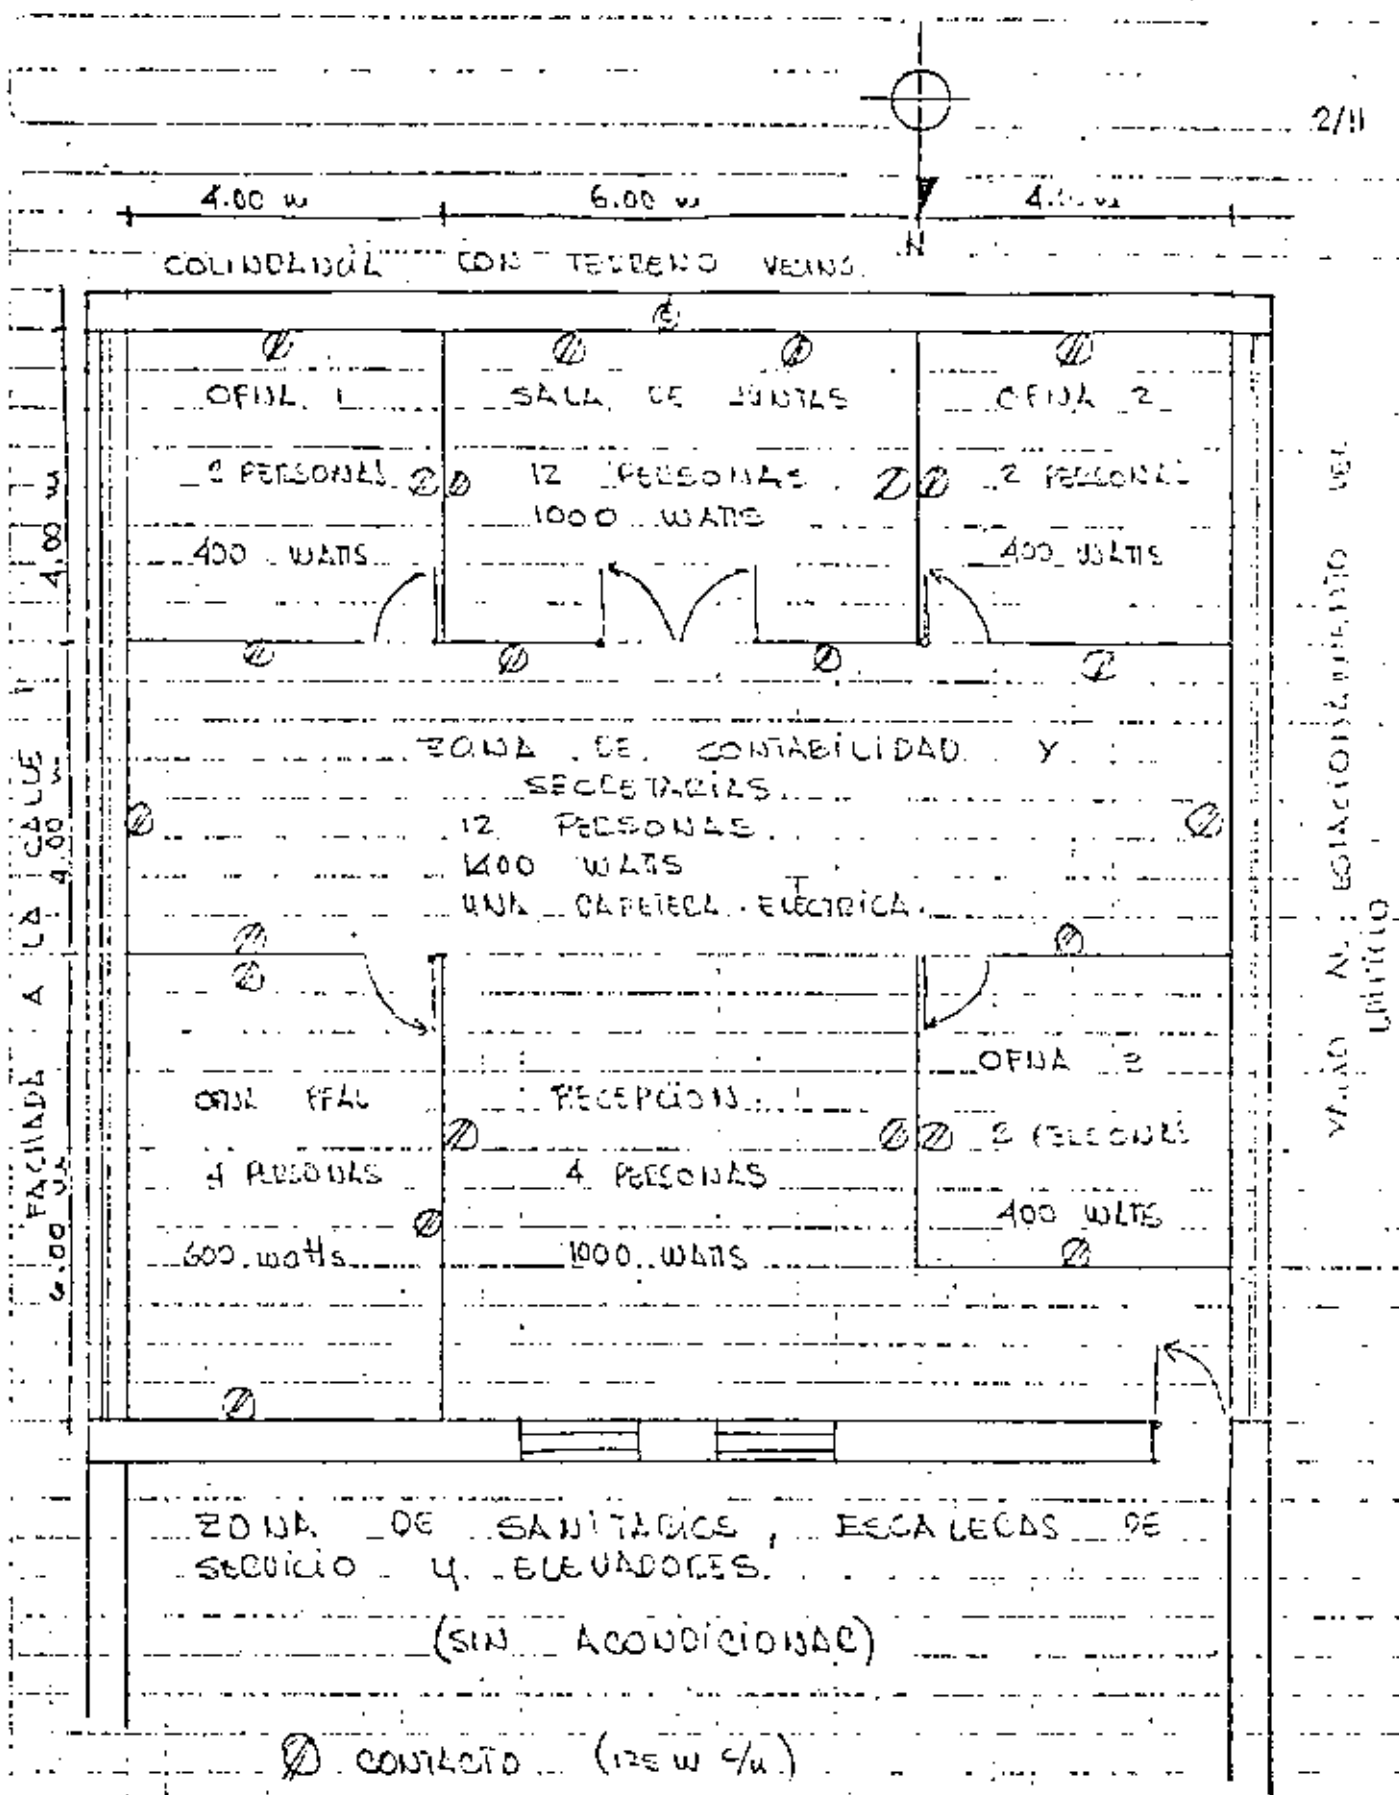 2/11
4.00 m
6.00 m
N
COLINDANCIA CON TERRENO VECINO.
OFNA. 1
SALA DE JUNTAS
OFNA 2
2 PERSONAS
12 PERSONAS
2 PERSONAS
1000 WATTS
400 WATTS
400 WATTS
4.00 m
ZONA DE CONTABILIDAD Y
SECRETARIAS.
12 PERSONAS
1400 WATTS
UNA CAFETERA ELECTRICA.
4.00
FACHADA A LA CALLE
AL ESTACIONAMIENTO DEL
EDIFICIO
OFNA PPAL
RECEPCION
OFNA 3
4 PERSONAS
4 PERSONAS
2 PERSONAS
600 watts
1000 WATTS
400 WATTS
6.00
ZONA DE SANITARIOS, ESCALERAS DE
SERVICIO Y ELEVADORES.
(SIN ACONDICIONAR)
CONTACTO (125 W c/u)